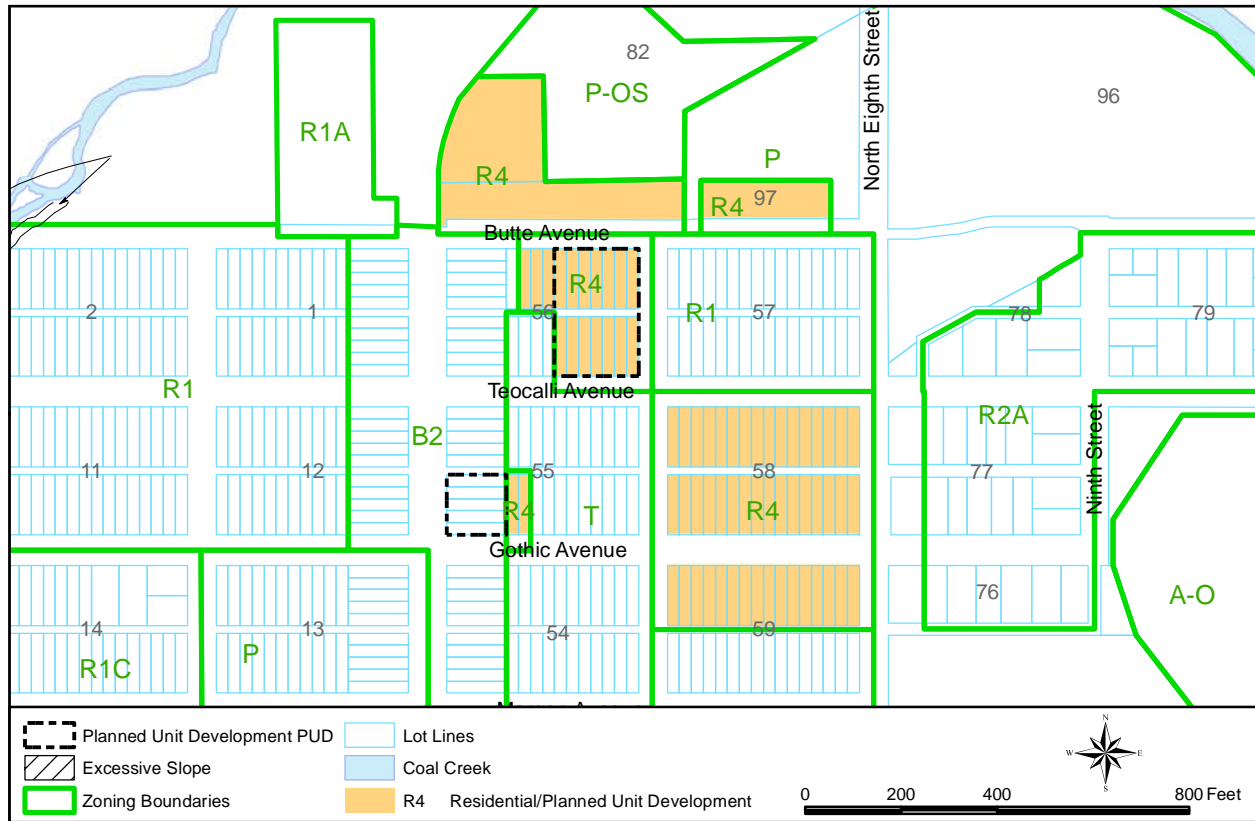 82
P-OS
96
R1A
North Eighth Street
P
R4
97
R4
Butte Avenue
R4
2
1
56
R1
57
78
79
Teocalli Avenue
R1
R2A
B2
Ninth Street
11
12
55
58
77
R4
T
R4
Gothic Avenue
14
13
54
59
76
A-O
R1C
P
Planned Unit Development PUD
Lot Lines
Excessive Slope
Coal Creek
Zoning Boundaries
R4 Residential/Planned Unit Development
N
W E
S
0 200 400 800 Feet